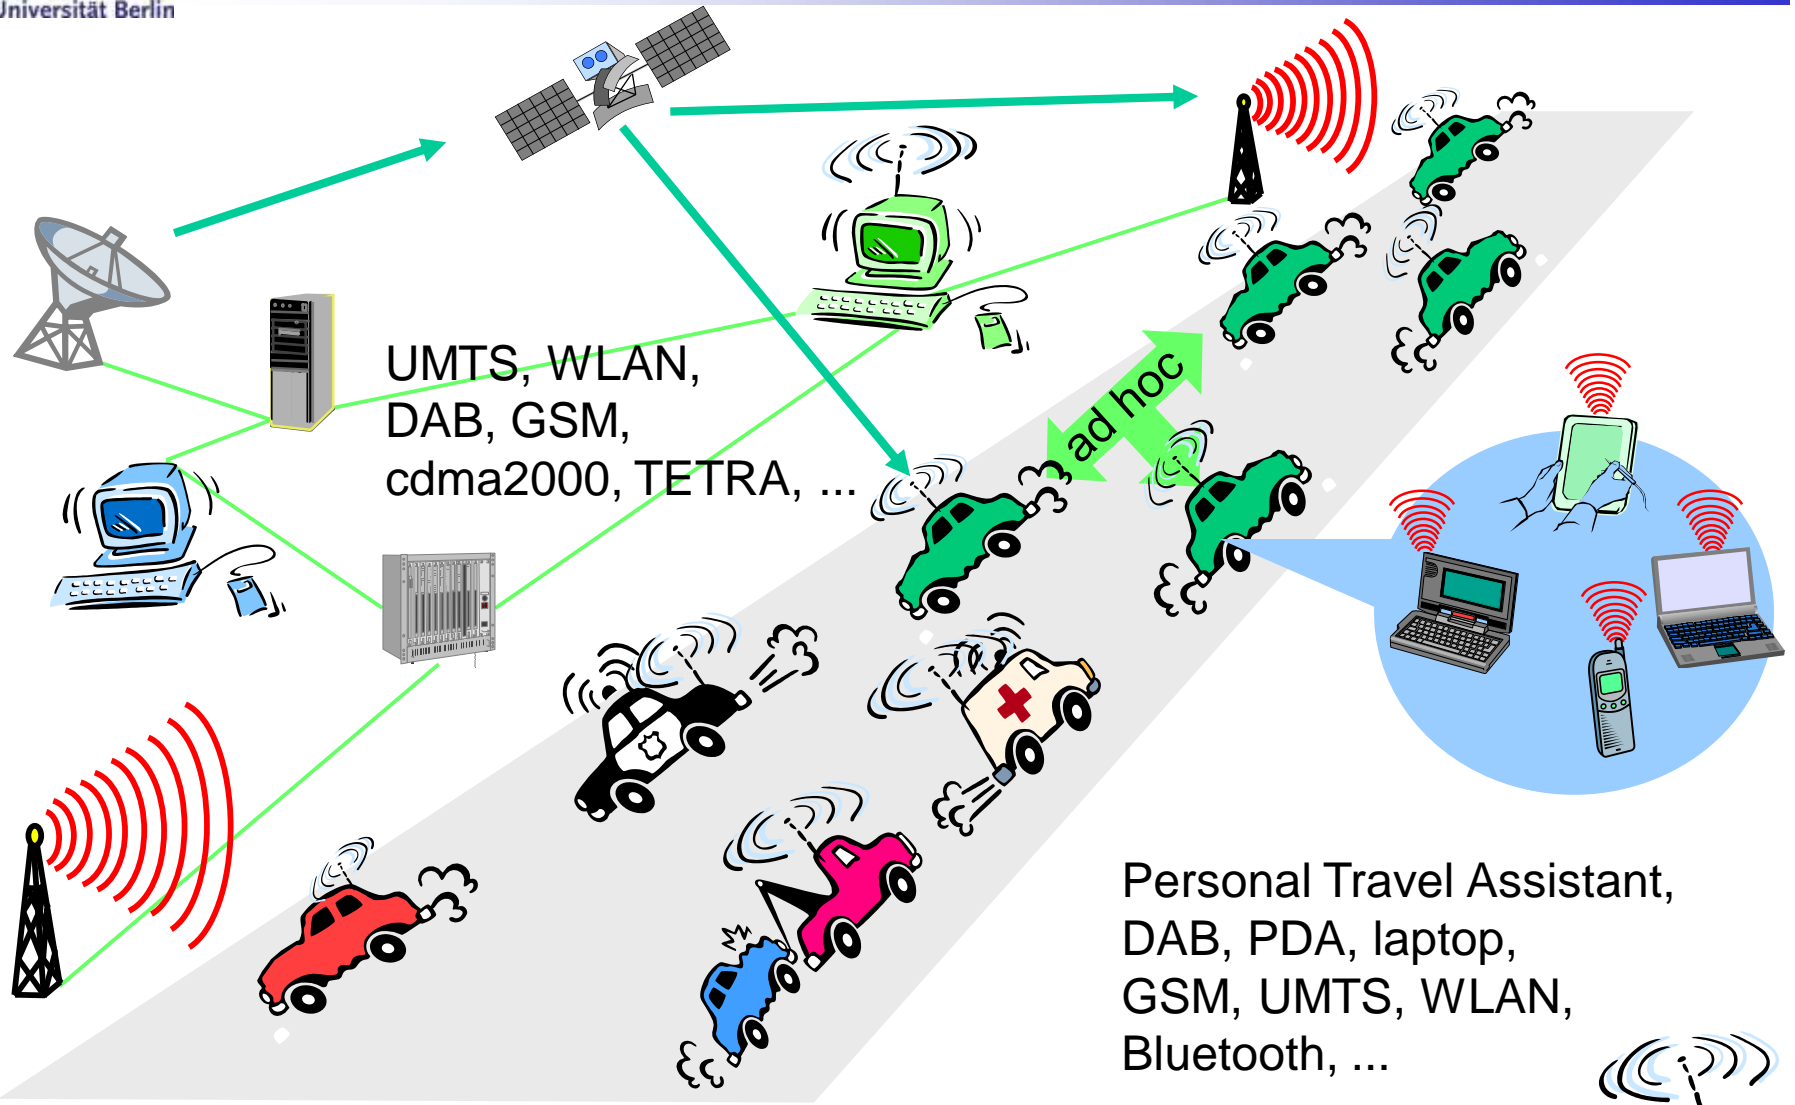 Universität Berlin
UMTS, WLAN,
DAB, GSM,
cdma2000, TETRA, ...
ad hoc
Personal Travel Assistant,
DAB, PDA, laptop,
GSM, UMTS, WLAN,
Bluetooth, ...